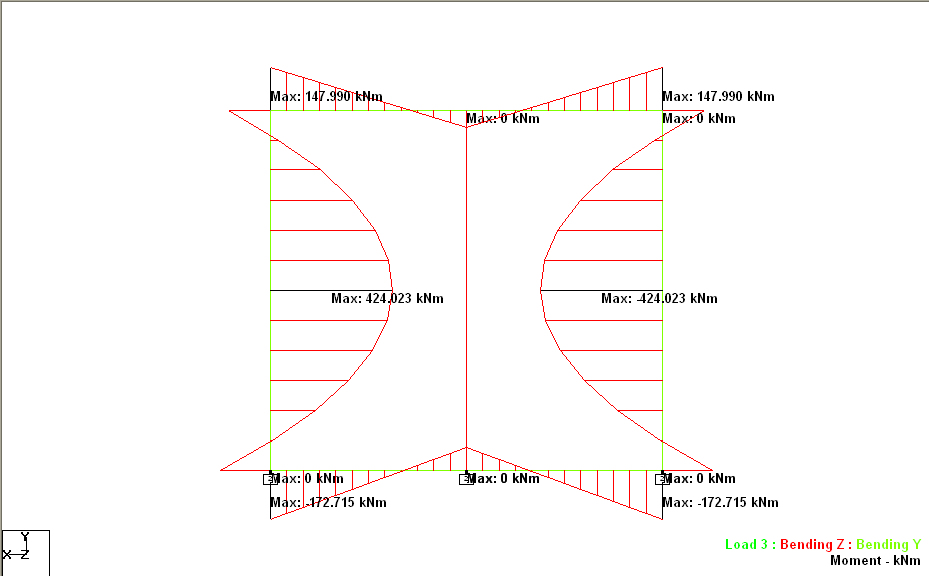 Max: 147.990 kNm
Max: 147.990 kNm
Max: 0 kNm
Max: 0 kNm
Max: 424.023 kNm
Max: -424.023 kNm
Max: 0 kNm
Max: 0 kNm
Max: 0 kNm
Max: -172.715 kNm
Max: -172.715 kNm
Y
X Z
Load 3 : Bending Z : Bending Y
Moment - kNm